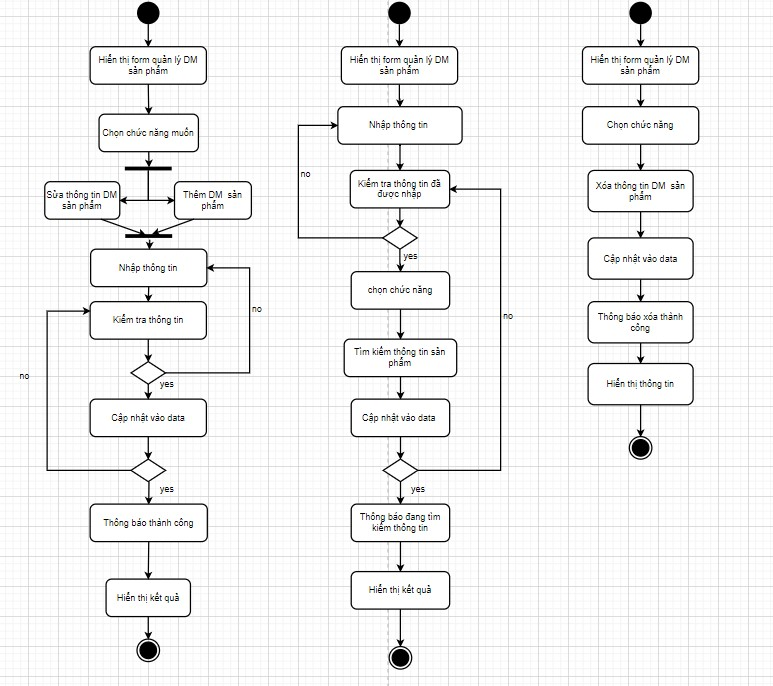 Hiển thị form quản lý DM
sản phẩm
Chọn chức năng muốn
Sửa thông tin DM
sản phẩm
Thêm DM sản
phẩm
Nhập thông tin
no
Kiểm tra thông tin
no
yes
Cập nhật vào data
yes
Thông báo thành công
Hiển thị kết quả
Hiển thị form quản lý DM
sản phẩm
Nhập thông tin
no
Kiểm tra thông tin đã
được nhập
yes
chọn chức năng
no
Tìm kiếm thông tin sản
phẩm
Cập nhật vào data
yes
Thông báo đang tìm
kiếm thông tin
Hiển thị kết quả
Hiển thị form quản lý DM
sản phẩm
Chọn chức năng
Xóa thông tin DM sản
phẩm
Cập nhật vào data
Thông báo xóa thành
công
Hiển thị thông tin